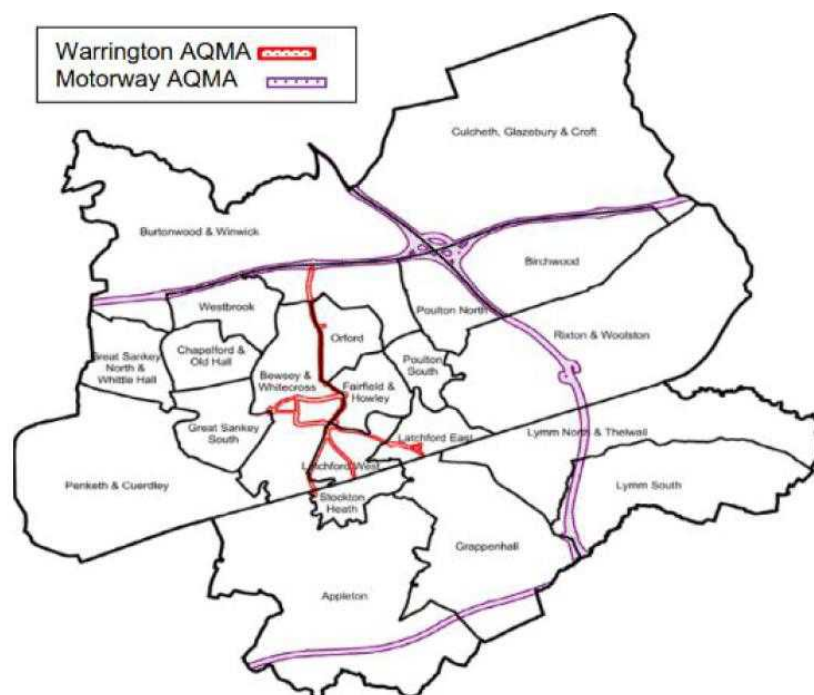 Warrington AQMA
Motorway AQMA
Culcheth, Glazebury & Croft
Burtonwood & Winwick
Birchwood
Westbrook
Poulton North
Rixton & Woolston
Orford
Great Sankey
North &
Whittle Hall
Chapelford &
Old Hall
Poulton
South
Bewsey &
Whitecross
Fairfield &
Howley
Great Sankey
South
Latchford East
Lymm North & Thelwall
Latchford West
Penketh & Cuerdley
Lymm South
Stockton
Heath
Grappenhall
Appleton